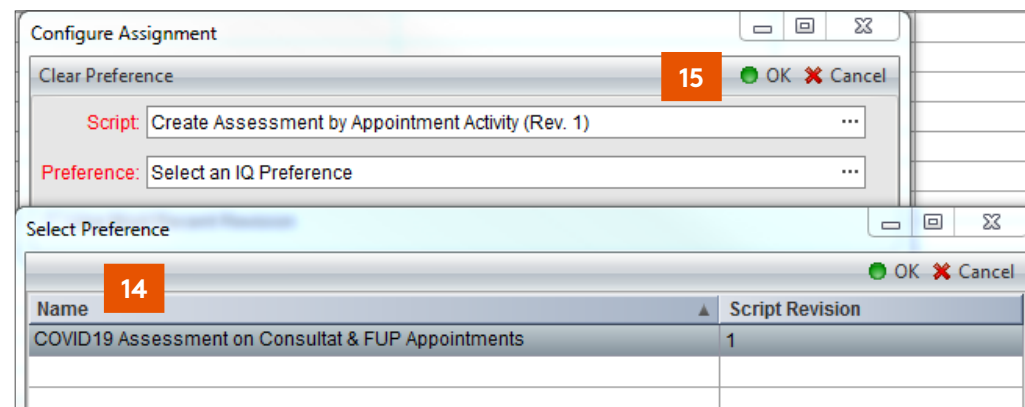 Configure Assignment
Clear Preference 15 OK Cancel
Script: Create Assessment by Appointment Activity (Rev. 1) ...
Preference: Select an IQ Preference ...
Select Preference
OK Cancel
14
Name Script Revision
COVID19 Assessment on Consultat & FUP Appointments 1